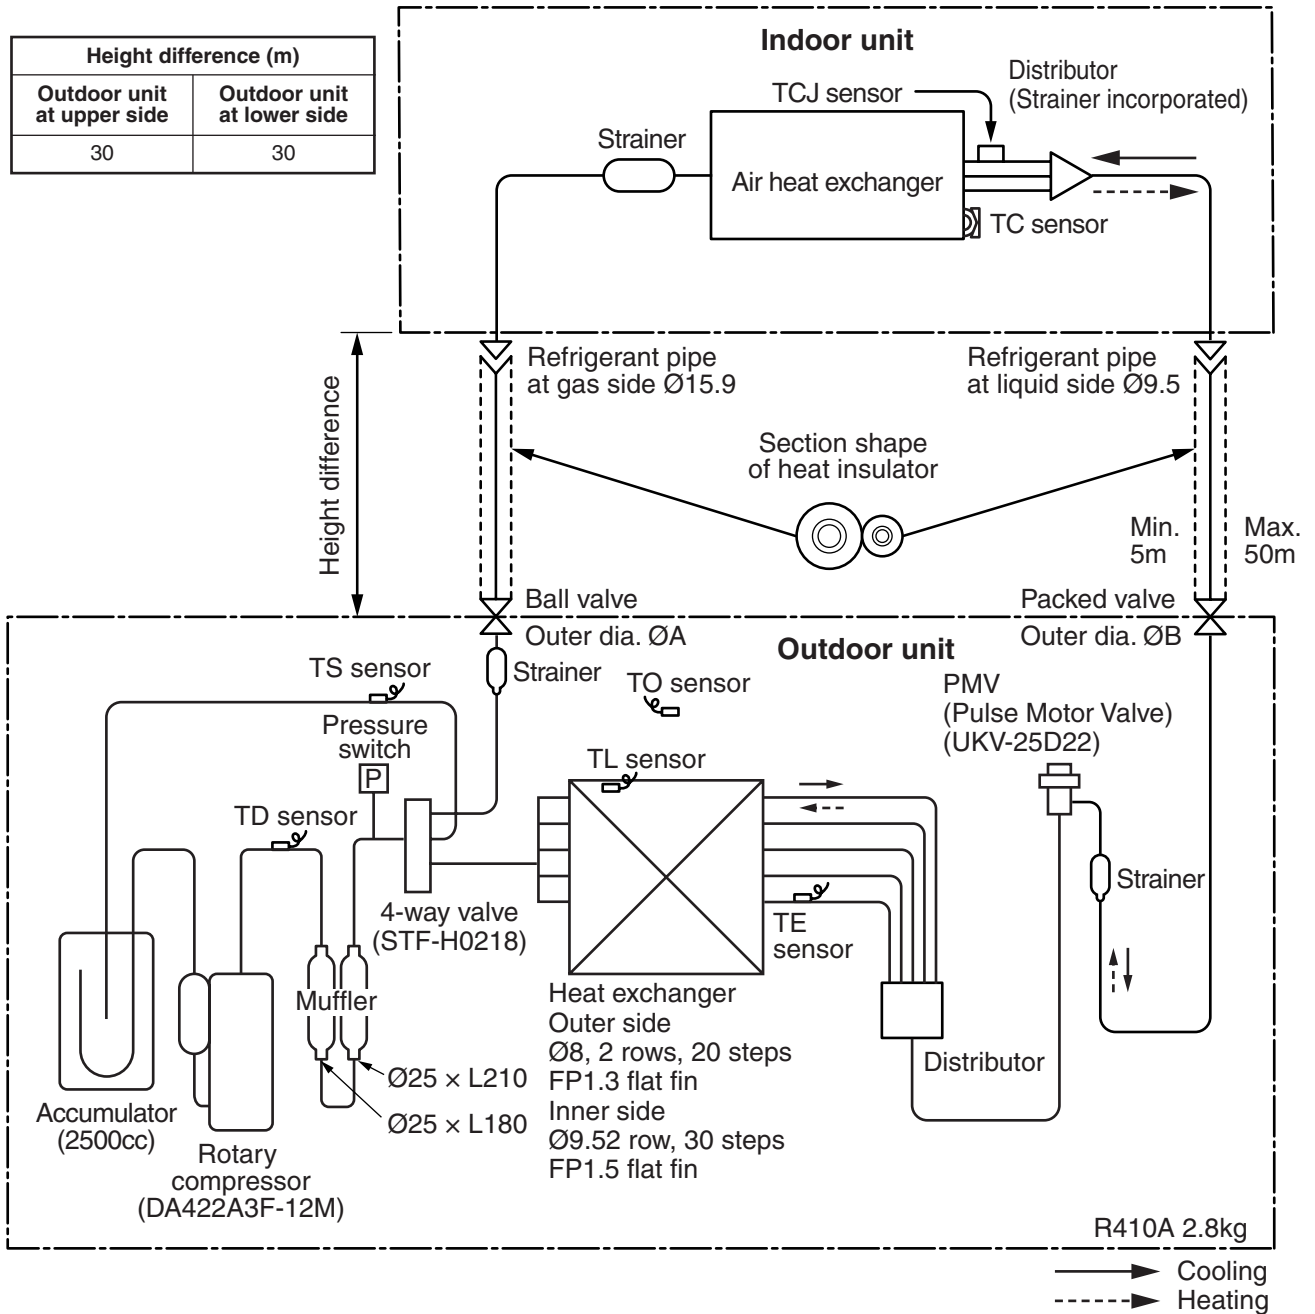 Height difference (m)
Outdoor unit
at upper side
Outdoor unit
at lower side
30
30
Indoor unit
TCJ sensor
Distributor
(Strainer incorporated)
Strainer
Air heat exchanger
TC sensor
Height difference
Refrigerant pipe
at gas side Ø15.9
Refrigerant pipe
at liquid side Ø9.5
Section shape
of heat insulator
Min.
5m
Max.
50m
Ball valve
Outer dia. ØA
Packed valve
Outer dia. ØB
Outdoor unit
TS sensor
Strainer
TO sensor
PMV
(Pulse Motor Valve)
(UKV-25D22)
Pressure
switch
P
TL sensor
TD sensor
4-way valve
(STF-H0218)
TE
sensor
Strainer
Muffler
Heat exchanger
Outer side
Ø8, 2 rows, 20 steps
FP1.3 flat fin
Inner side
Ø9.52 row, 30 steps
FP1.5 flat fin
Distributor
Ø25 × L210
Ø25 × L180
Accumulator
(2500cc)
Rotary
compressor
(DA422A3F-12M)
R410A 2.8kg
Cooling
Heating